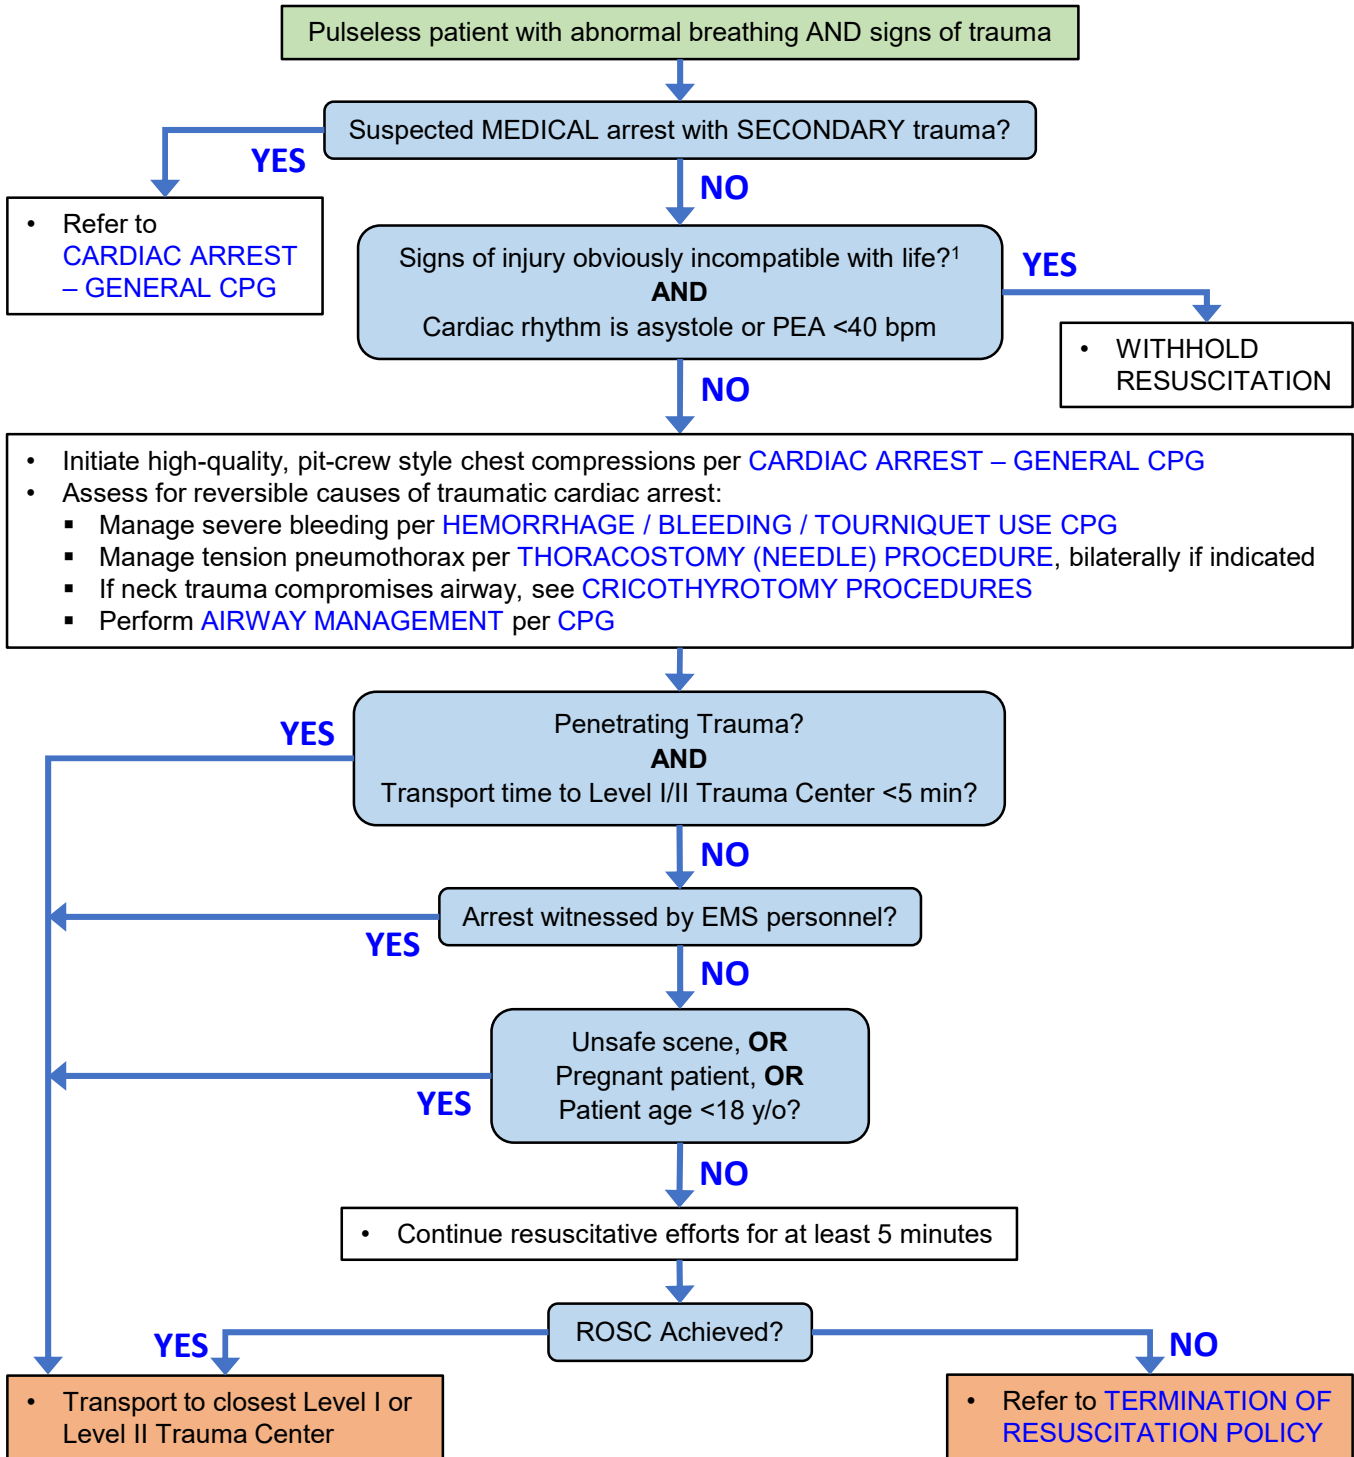 Pulseless patient with abnormal breathing AND signs of trauma
Suspected MEDICAL arrest with SECONDARY trauma?
YES
NO
• Refer to
CARDIAC ARREST
– GENERAL CPG
Signs of injury obviously incompatible with life?¹
AND
Cardiac rhythm is asystole or PEA <40 bpm
YES
• WITHHOLD
RESUSCITATION
NO
• Initiate high-quality, pit-crew style chest compressions per CARDIAC ARREST – GENERAL CPG
• Assess for reversible causes of traumatic cardiac arrest:
▪ Manage severe bleeding per HEMORRHAGE / BLEEDING / TOURNIQUET USE CPG
▪ Manage tension pneumothorax per THORACOSTOMY (NEEDLE) PROCEDURE, bilaterally if indicated
▪ If neck trauma compromises airway, see CRICOTHYROTOMY PROCEDURES
▪ Perform AIRWAY MANAGEMENT per CPG
Penetrating Trauma?
AND
Transport time to Level I/II Trauma Center <5 min?
YES
NO
Arrest witnessed by EMS personnel?
YES
NO
Unsafe scene, OR
Pregnant patient, OR
Patient age <18 y/o?
YES
NO
• Continue resuscitative efforts for at least 5 minutes
ROSC Achieved?
YES
NO
• Transport to closest Level I or
Level II Trauma Center
• Refer to TERMINATION OF
RESUSCITATION POLICY